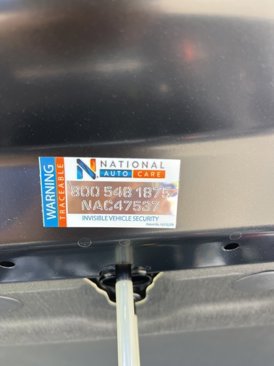 WARNING
TRACEABLE
NATIONAL
AUTO CARE
800 548 1875
NAC47537
INVISIBLE VEHICLE SECURITY